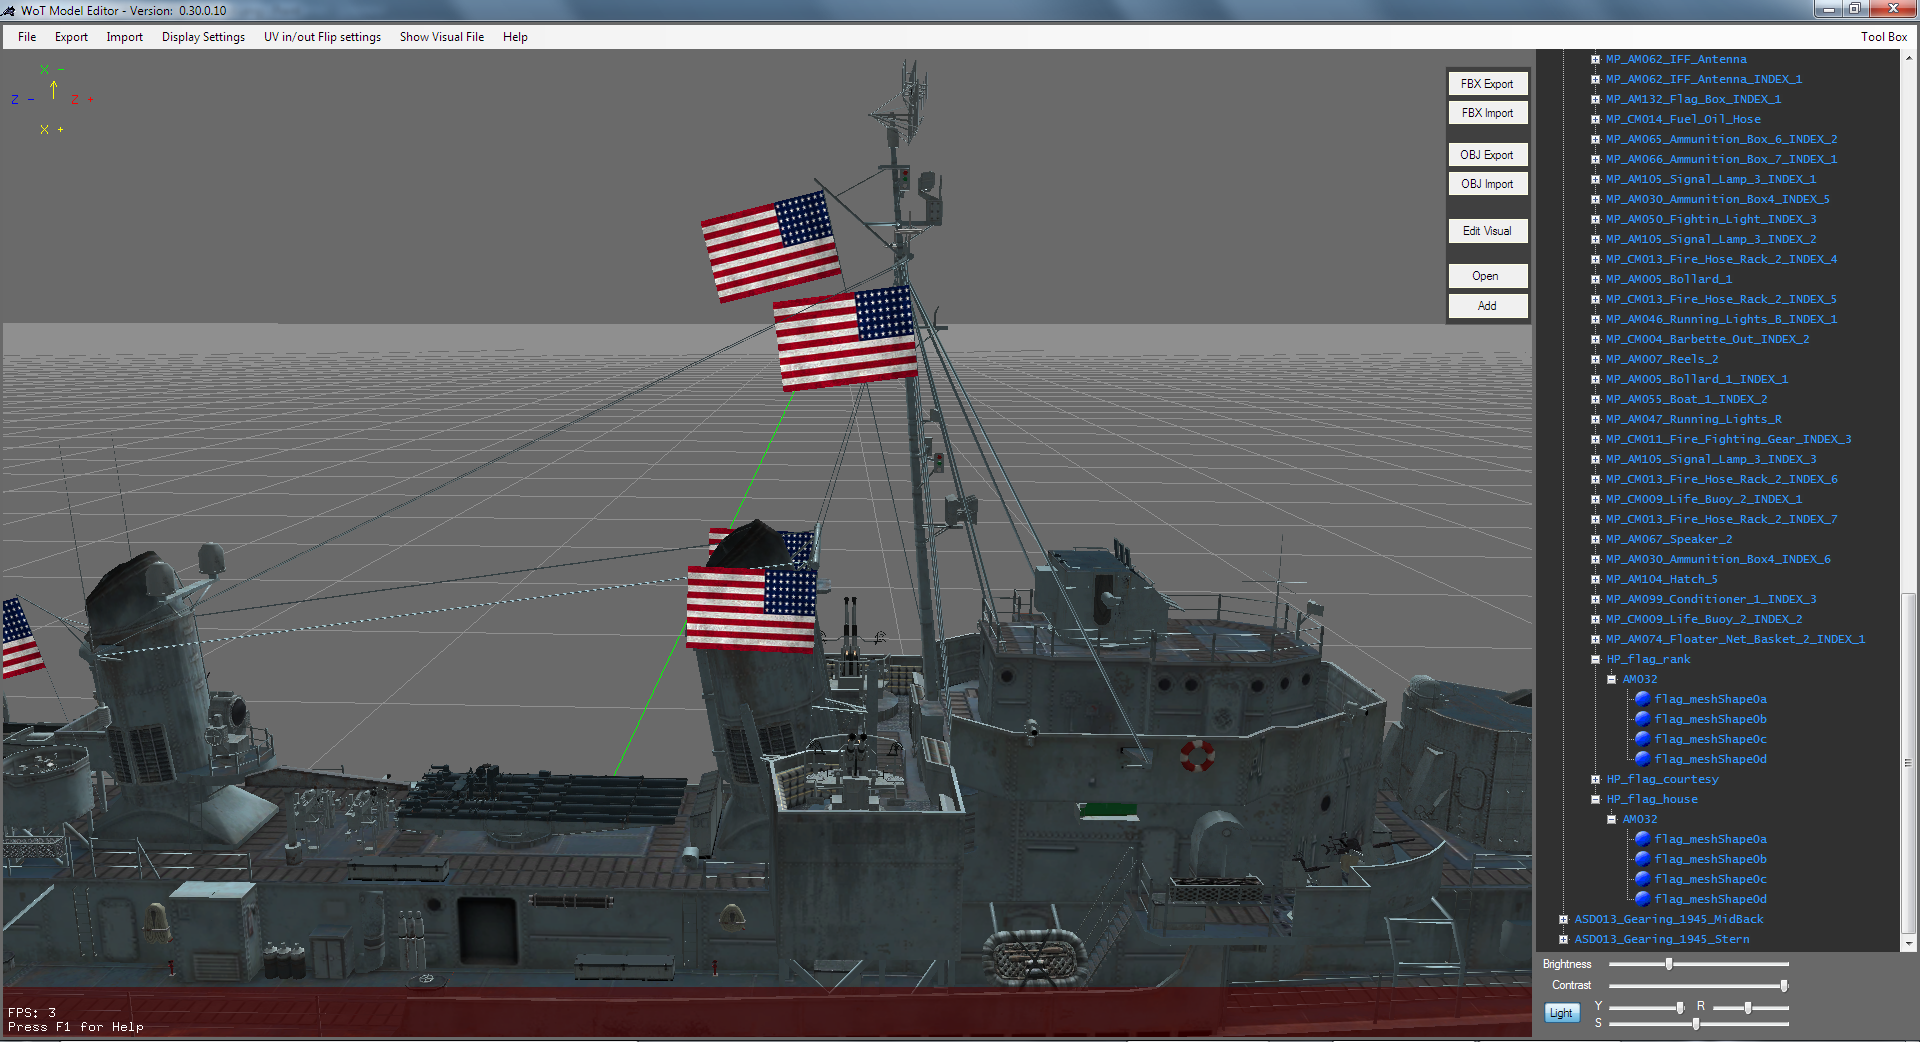 WoT Model Editor - Version: 0.30.0.10
File Export Import Display Settings UV in/out Flip settings Show Visual File Help Tool Box
X -
Z - Z +
X +
FBX Export
FBX Import
OBJ Export
OBJ Import
Edit Visual
Open
Add
MP_AM062_IFF_Antenna
MP_AM062_IFF_Antenna_INDEX_1
MP_AM132_Flag_Box_INDEX_1
MP_CM014_Fuel_Oil_Hose
MP_AM065_Ammunition_Box_6_INDEX_2
MP_AM066_Ammunition_Box_7_INDEX_1
MP_AM105_Signal_Lamp_3_INDEX_1
MP_AM030_Ammunition_Box4_INDEX_5
MP_AM050_Fightin_Light_INDEX_3
MP_AM105_Signal_Lamp_3_INDEX_2
MP_CM013_Fire_Hose_Rack_2_INDEX_4
MP_AM005_Bollard_1
MP_CM013_Fire_Hose_Rack_2_INDEX_5
MP_AM046_Running_Lights_B_INDEX_1
MP_CM004_Barbette_Out_INDEX_2
MP_AM007_Reels_2
MP_AM005_Bollard_1_INDEX_1
MP_AM055_Boat_1_INDEX_2
MP_AM047_Running_Lights_R
MP_CM011_Fire_Fighting_Gear_INDEX_3
MP_AM105_Signal_Lamp_3_INDEX_3
MP_CM013_Fire_Hose_Rack_2_INDEX_6
MP_CM009_Life_Buoy_2_INDEX_1
MP_CM013_Fire_Hose_Rack_2_INDEX_7
MP_AM067_Speaker_2
MP_AM030_Ammunition_Box4_INDEX_6
MP_AM104_Hatch_5
MP_AM099_Conditioner_1_INDEX_3
MP_CM009_Life_Buoy_2_INDEX_2
MP_AM074_Floater_Net_Basket_2_INDEX_1
HP_flag_rank
AM032
flag_meshShape0a
flag_meshShape0b
flag_meshShape0c
flag_meshShape0d
HP_flag_courtesy
HP_flag_house
AM032
flag_meshShape0a
flag_meshShape0b
flag_meshShape0c
flag_meshShape0d
ASD013_Gearing_1945_MidBack
ASD013_Gearing_1945_Stern
Brightness
Contrast
Light Y R
S
FPS: 3
Press F1 for Help